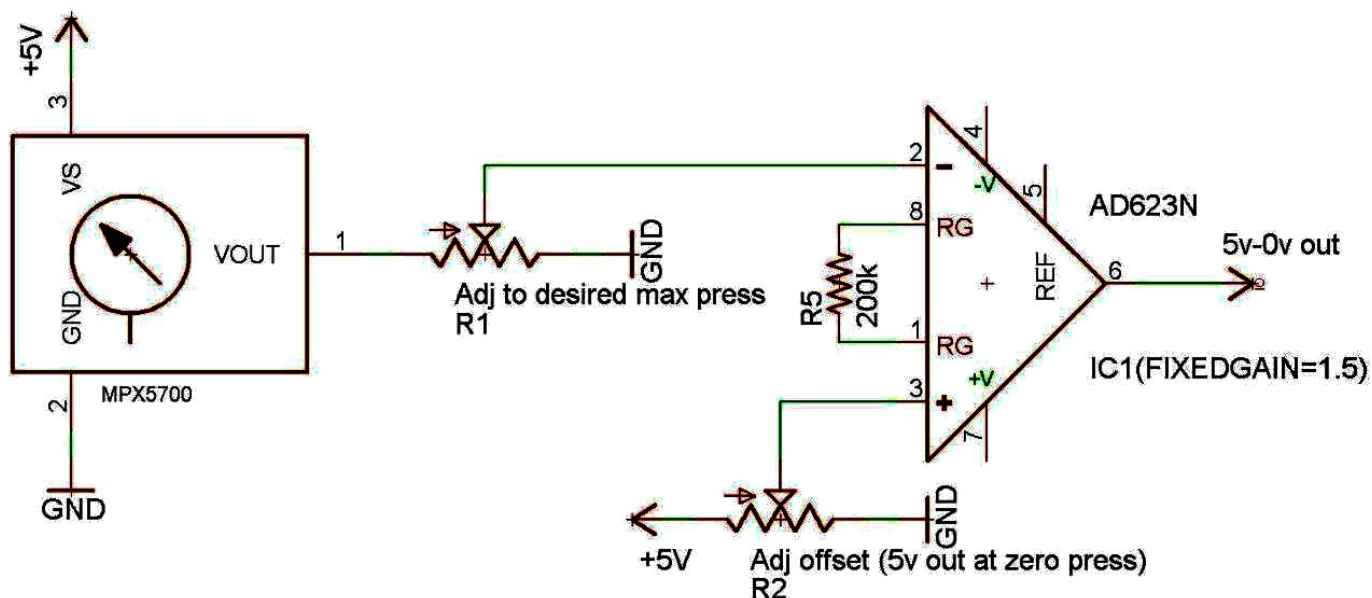 +5V
3
VS
VOUT
1
GND
2
MPX5700
GND
Adj to desired max press
R1
GND
2
-
4
-V
5
8
RG
R5
200k
1
RG
REF
AD623N
6
5v-0v out
IC1(FIXEDGAIN=1.5)
+V
3
+
7
+5V
GND
Adj offset (5v out at zero press)
R2